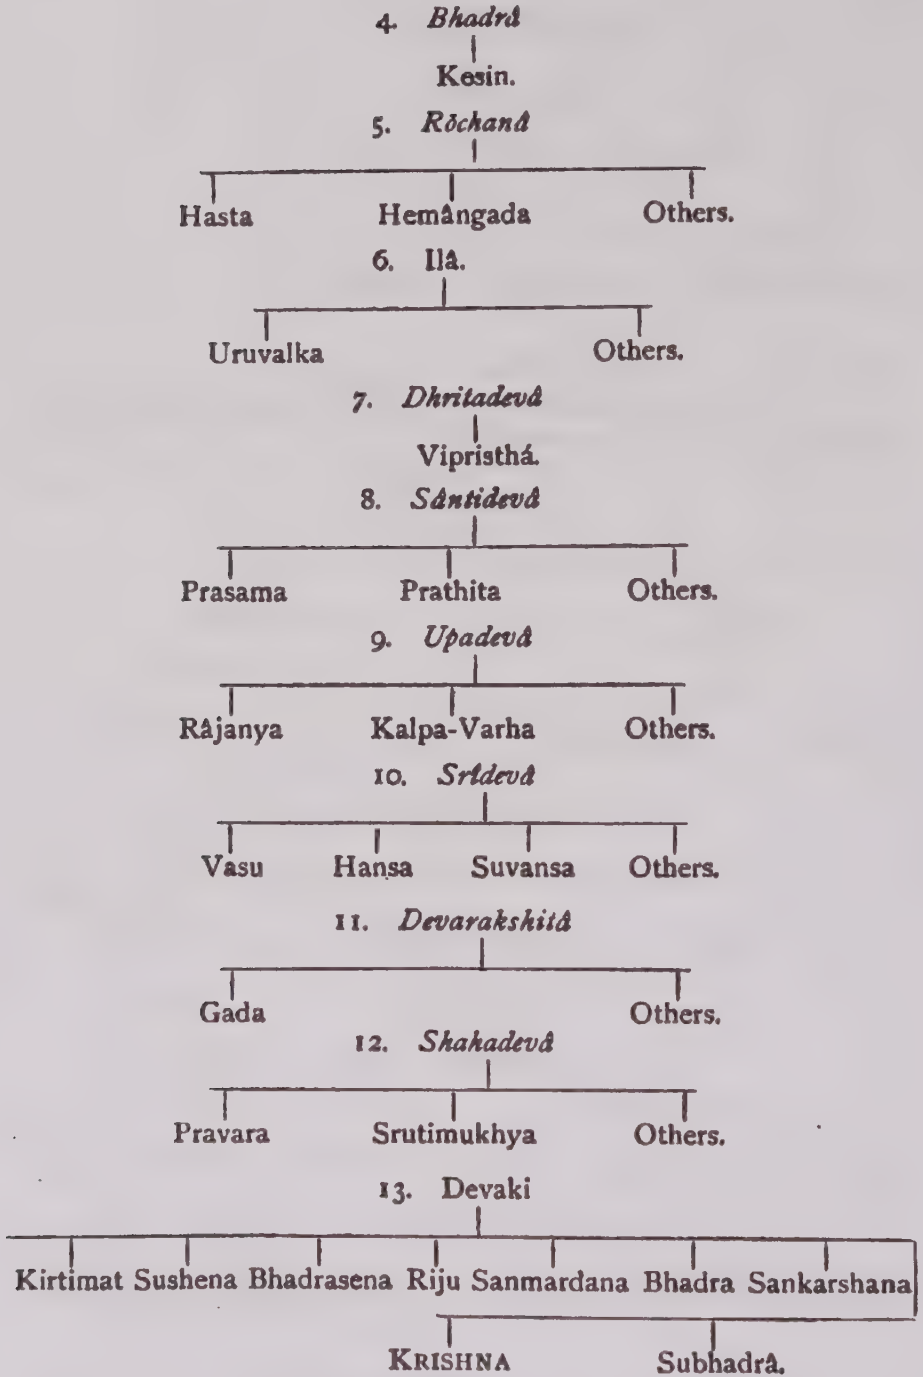 4. Bhadrâ
Kesin.
5. Rŏchanâ
Hasta Hemângada Others.
6. Ilâ.
Uruvalka Others.
7. Dhritadevâ
Vipristhá.
8. Sântidevâ
Prasama Prathita Others.
9. Upadevâ
Râjanya Kalpa-Varha Others.
10. Srîdevâ
Vasu Hansa Suvansa Others.
11. Devarakshitâ
Gada Others.
12. Shahadevâ
Pravara Srutimukhya Others.
13. Devaki
Kirtimat Sushena Bhadrasena Riju Sanmardana Bhadra Sankarshana
KRISHNA Subhadrâ.